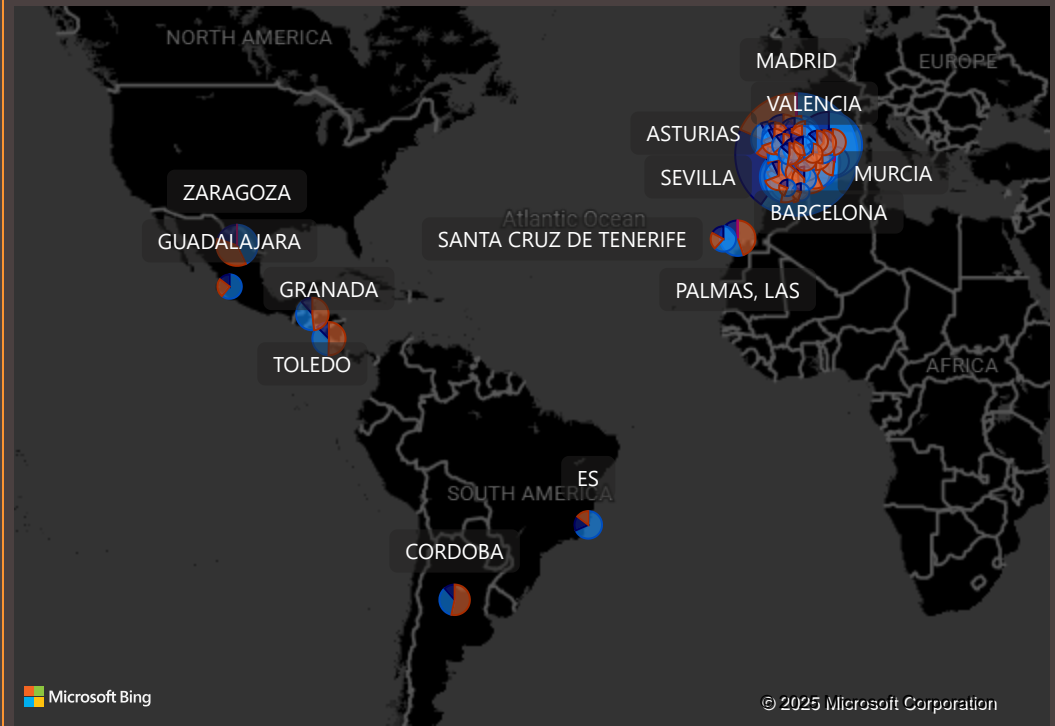 NORTH AMERICA
MADRID
EUROPE
VALENCIA
ASTURIAS
SEVILLA
MURCIA
ZARAGOZA
BARCELONA
Atlantic Ocean
GUADALAJARA
SANTA CRUZ DE TENERIFE
GRANADA
PALMAS, LAS
TOLEDO
AFRICA
ES
SOUTH AMERICA
CORDOBA
Microsoft Bing
© 2025 Microsoft Corporation